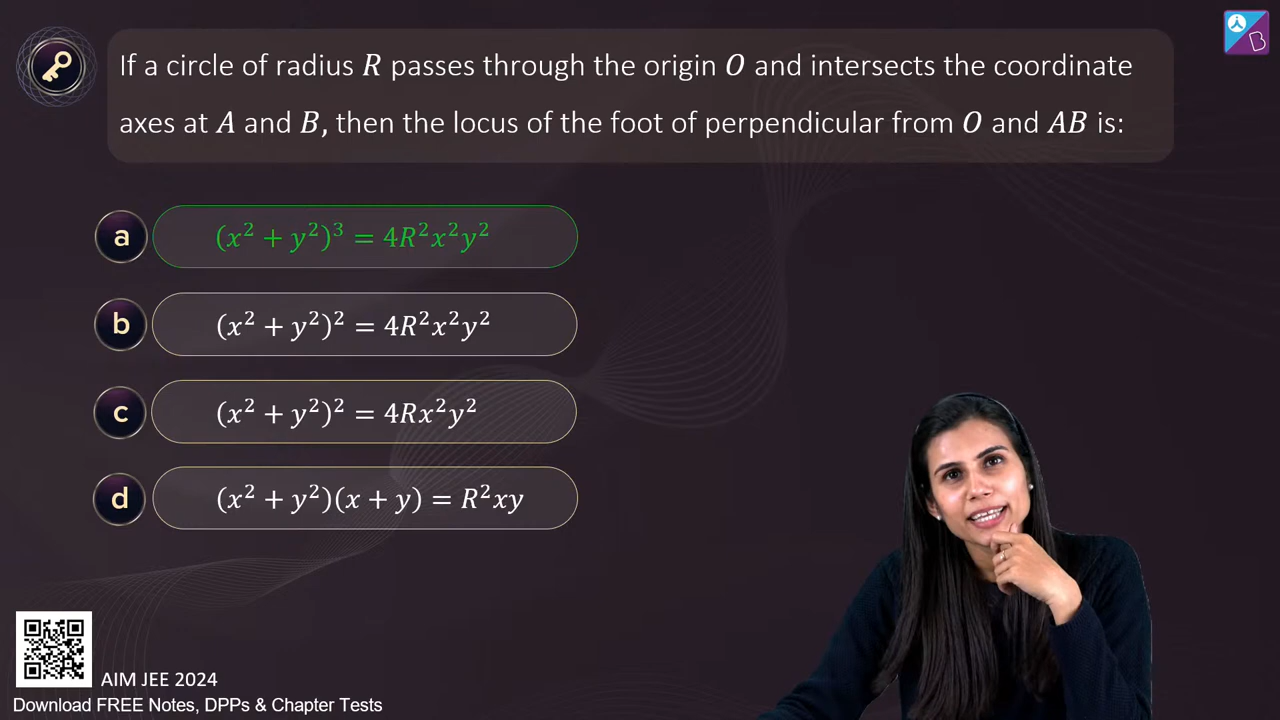 If a circle of radius R passes through the origin O and intersects the coordinate
axes at A and B, then the locus of the foot of perpendicular from O and AB is:
a (x² + y²)³ = 4R²x²y²
b (x² + y²)² = 4R²x²y²
c (x² + y²)² = 4Rx²y²
d (x² + y²)(x + y) = R²xy
AIM JEE 2024
Download FREE Notes, DPPs & Chapter Tests